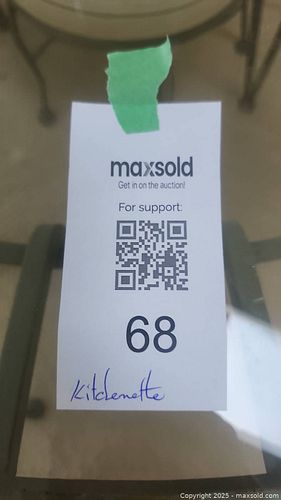 maxsold
Get in on the auction!
For support:
68
Kitchenette
Copyright 2025 - maxsold.com